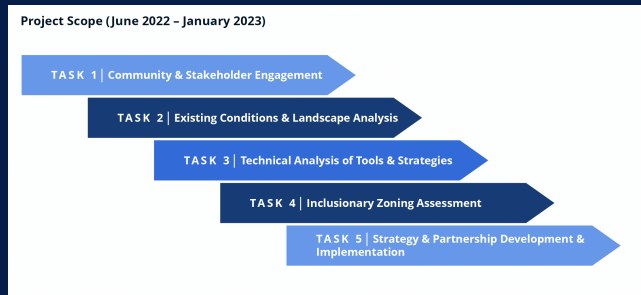 Project Scope (June 2022 – January 2023)
TASK 1 | Community & Stakeholder Engagement
TASK 2 | Existing Conditions & Landscape Analysis
TASK 3 | Technical Analysis of Tools & Strategies
TASK 4 | Inclusionary Zoning Assessment
TASK 5 | Strategy & Partnership Development &
Implementation